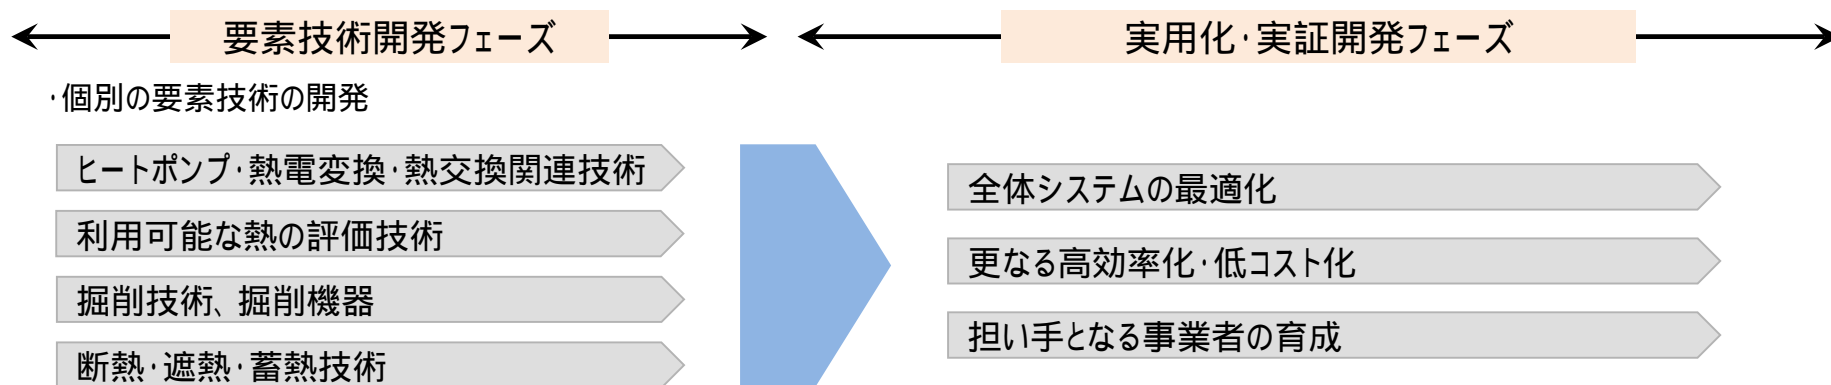 要素技術開発フェーズ
実用化・実証開発フェーズ
・個別の要素技術の開発
ヒートポンプ・熱電変換・熱交換関連技術
利用可能な熱の評価技術
掘削技術、掘削機器
断熱・遮熱・蓄熱技術
全体システムの最適化
更なる高効率化・低コスト化
担い手となる事業者の育成